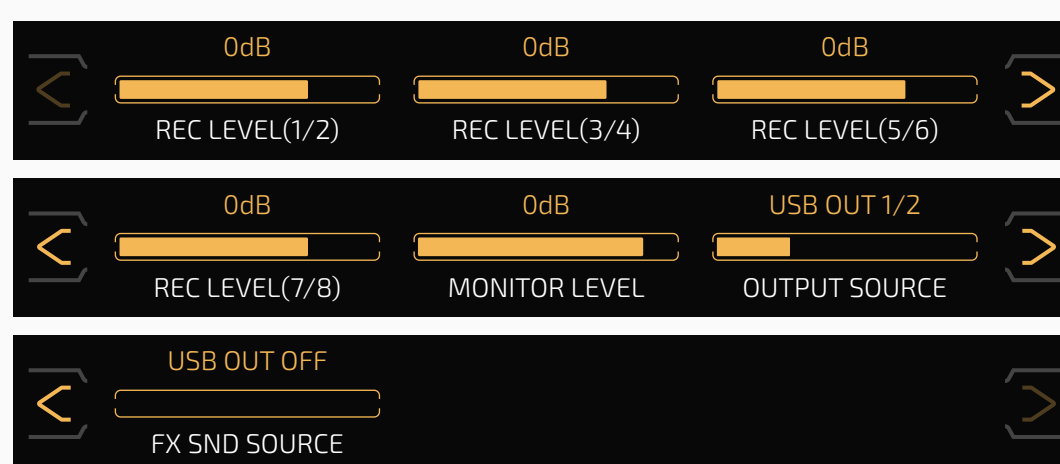 0dB 0dB 0dB
REC LEVEL(1/2) REC LEVEL(3/4) REC LEVEL(5/6)
0dB 0dB USB OUT 1/2
REC LEVEL(7/8) MONITOR LEVEL OUTPUT SOURCE
USB OUT OFF
FX SND SOURCE